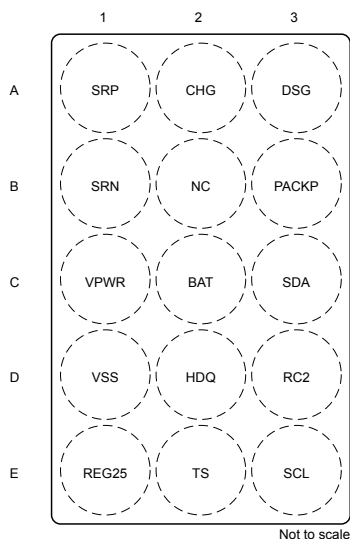 1 2 3
A SRP CHG DSG
B SRN NC PACKP
C VPWR BAT SDA
D VSS HDQ RC2
E REG25 TS SCL
Not to scale